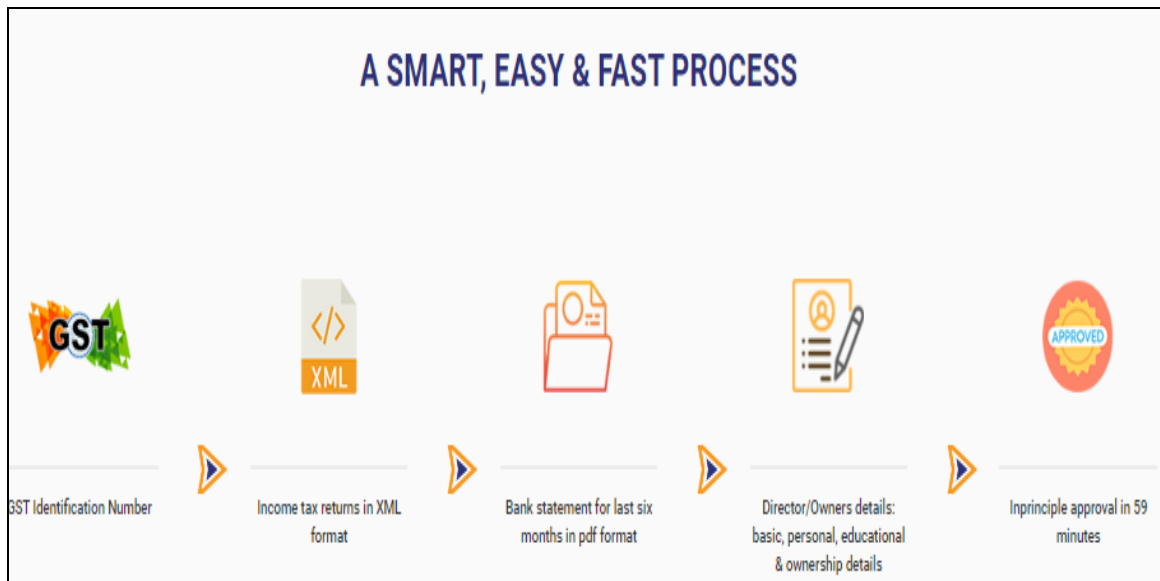 A SMART, EASY & FAST PROCESS
GST
</>
XML
APPROVED
GST Identification Number
Income tax returns in XML
format
Bank statement for last six
months in pdf format
Director/Owners details:
basic, personal, educational
& ownership details
Inprinciple approval in 59
minutes